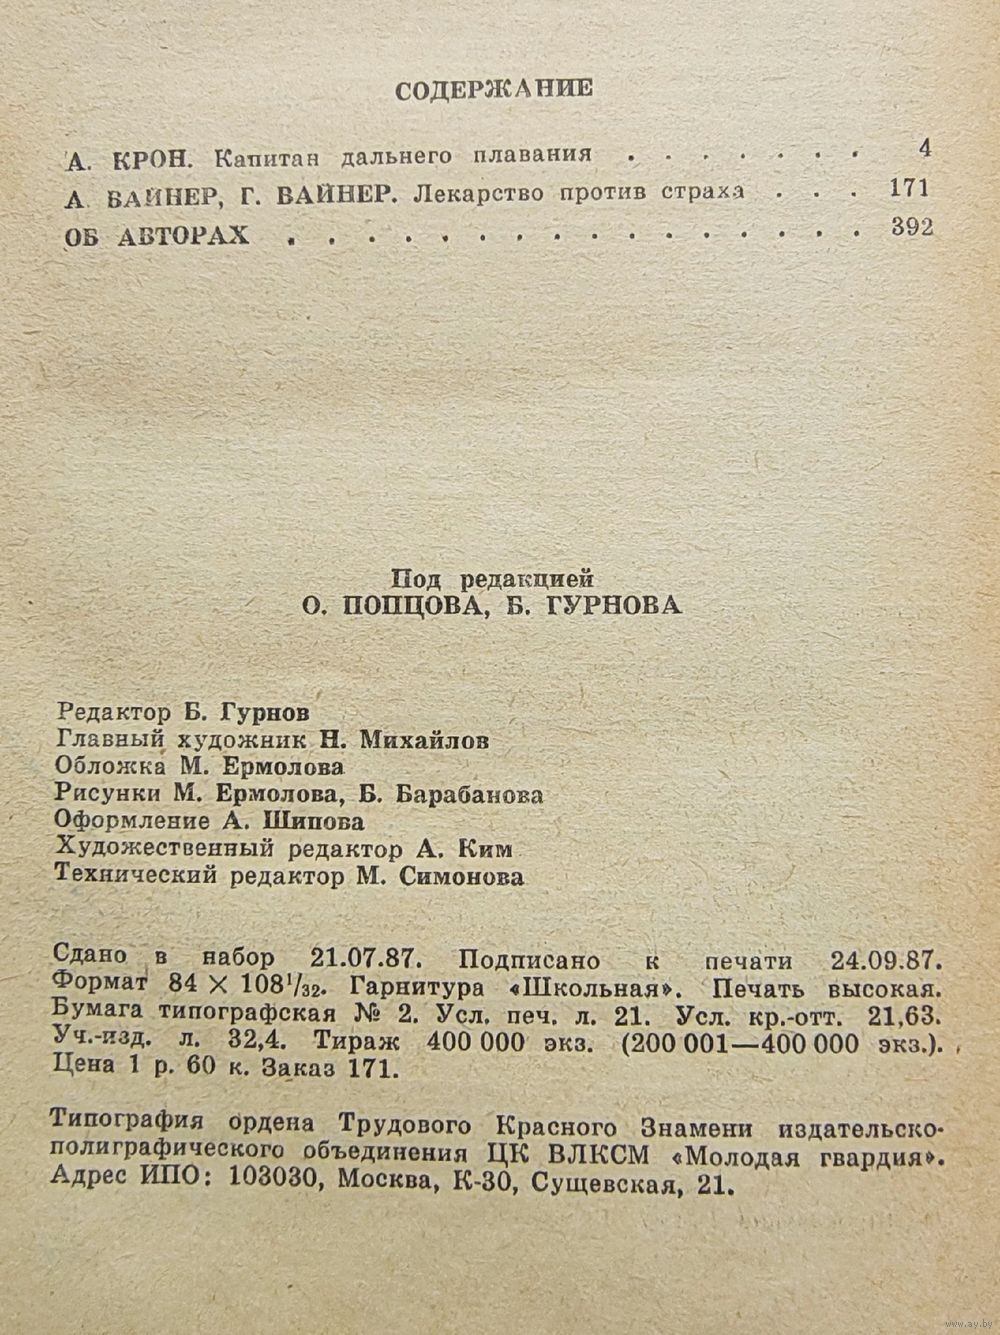 СОДЕРЖАНИЕ
А. КРОН. Капитан дальнего плавания . . . . . . . 4
А. ВАЙНЕР, Г. ВАЙНЕР. Лекарство против страха . . . 171
ОБ АВТОРАХ . . . . . . . . . . . . . . . . 392
Под редакцией
О. ПОПЦОВА, Б. ГУРНОВА
Редактор Б. Гурнов
Главный художник Н. Михайлов
Обложка М. Ермолова
Рисунки М. Ермолова, Б. Барабанова
Оформление А. Шипова
Художественный редактор А. Ким
Технический редактор М. Симонова
Сдано в набор 21.07.87. Подписано к печати 24.09.87.
Формат 84 × 108¹/₃₂. Гарнитура «Школьная». Печать высокая.
Бумага типографская № 2. Усл. печ. л. 21. Усл. кр.-отт. 21,63.
Уч.-изд. л. 32,4. Тираж 400 000 экз. (200 001—400 000 экз.).
Цена 1 р. 60 к. Заказ 171.
Типография ордена Трудового Красного Знамени издательско-
полиграфического объединения ЦК ВЛКСМ «Молодая гвардия».
Адрес ИПО: 103030, Москва, К-30, Сущевская, 21.
www.ay.by